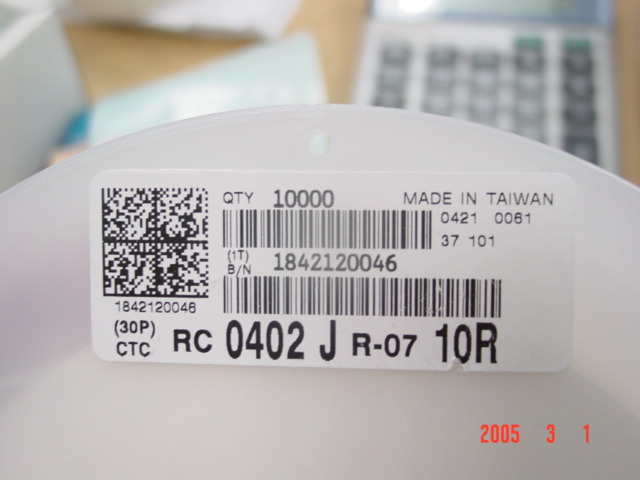 QTY 10000 MADE IN TAIWAN
0421 0061
37 101
(1T)
B/N 1842120046
1842120046
(30P)
CTC RC 0402 J R-07 10R
2005 3 1